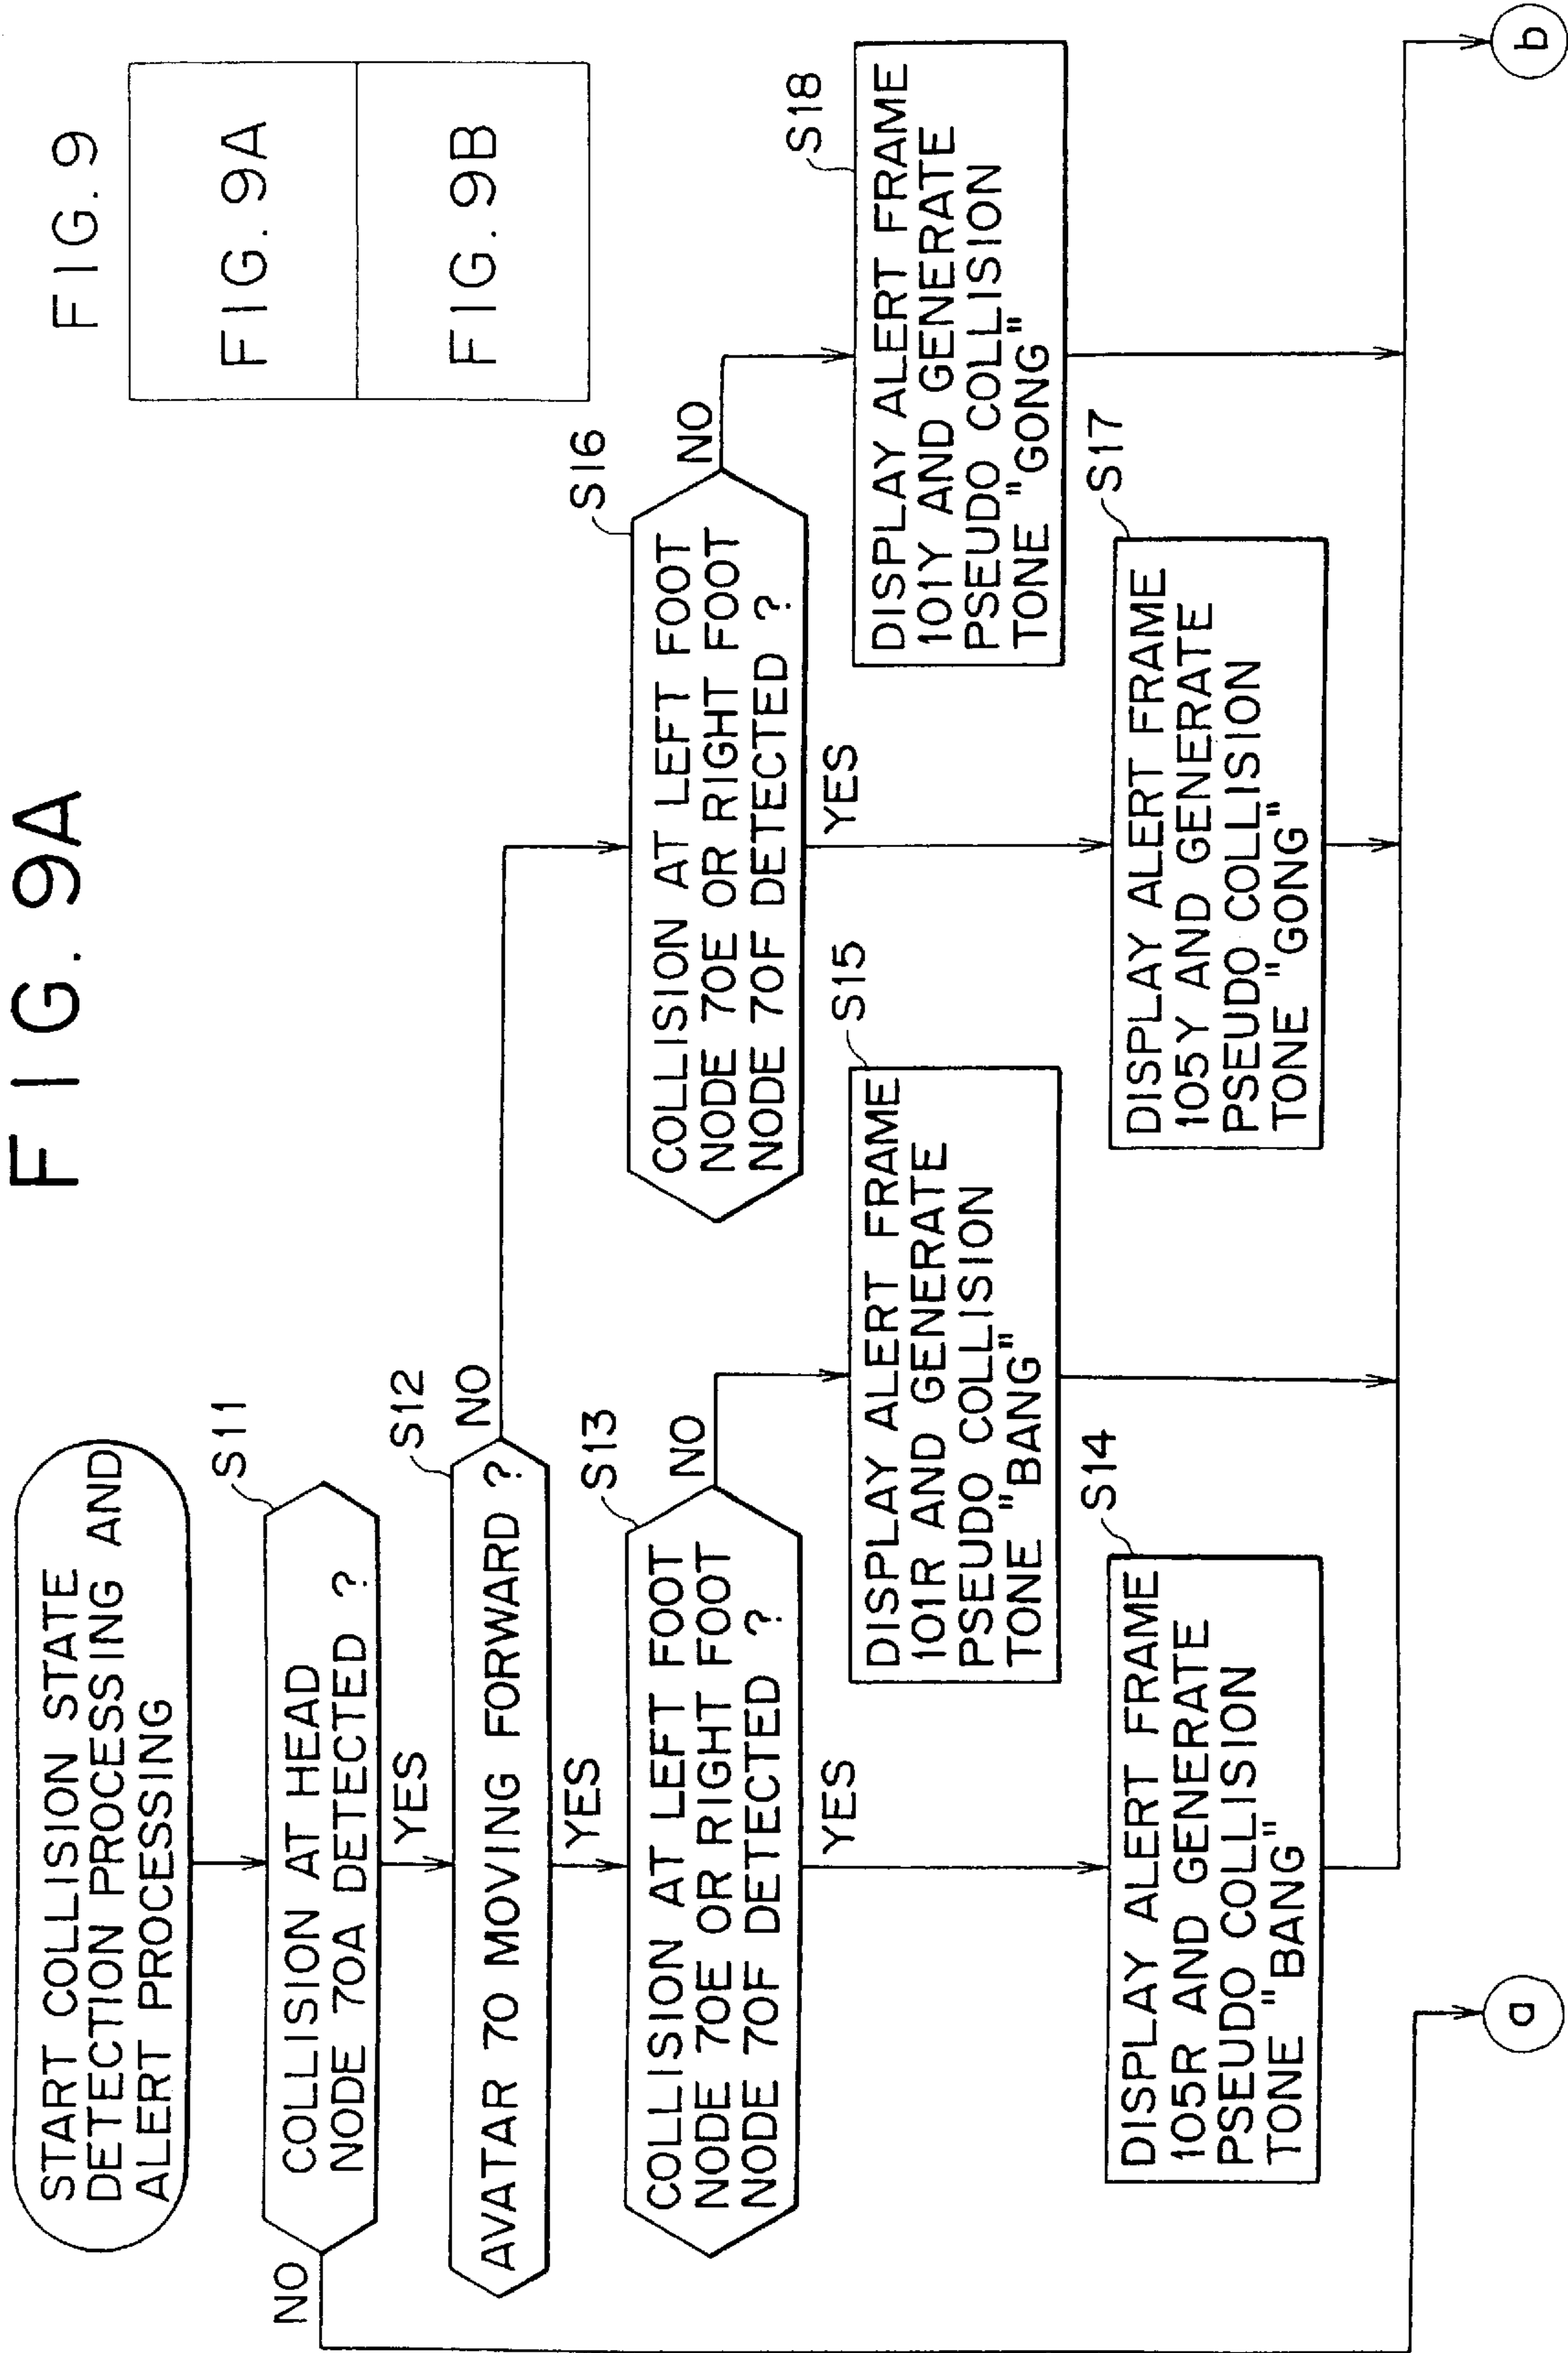 FIG. 9A
FIG. 9
FIG. 9A
FIG. 9B
START COLLISION STATE
DETECTION PROCESSING AND
ALERT PROCESSING
S11
COLLISION AT HEAD
NODE 70A DETECTED ?
NO
YES
S12
AVATAR 70 MOVING FORWARD ?
NO
YES
S13
COLLISION AT LEFT FOOT
NODE 70E OR RIGHT FOOT
NODE 70F DETECTED ?
NO
YES
S16
COLLISION AT LEFT FOOT
NODE 70E OR RIGHT FOOT
NODE 70F DETECTED ?
NO
YES
S15
DISPLAY ALERT FRAME
101R AND GENERATE
PSEUDO COLLISION
TONE "BANG"
S18
DISPLAY ALERT FRAME
101Y AND GENERATE
PSEUDO COLLISION
TONE "GONG"
S14
DISPLAY ALERT FRAME
105R AND GENERATE
PSEUDO COLLISION
TONE "BANG"
S17
DISPLAY ALERT FRAME
105Y AND GENERATE
PSEUDO COLLISION
TONE "GONG"
a
b